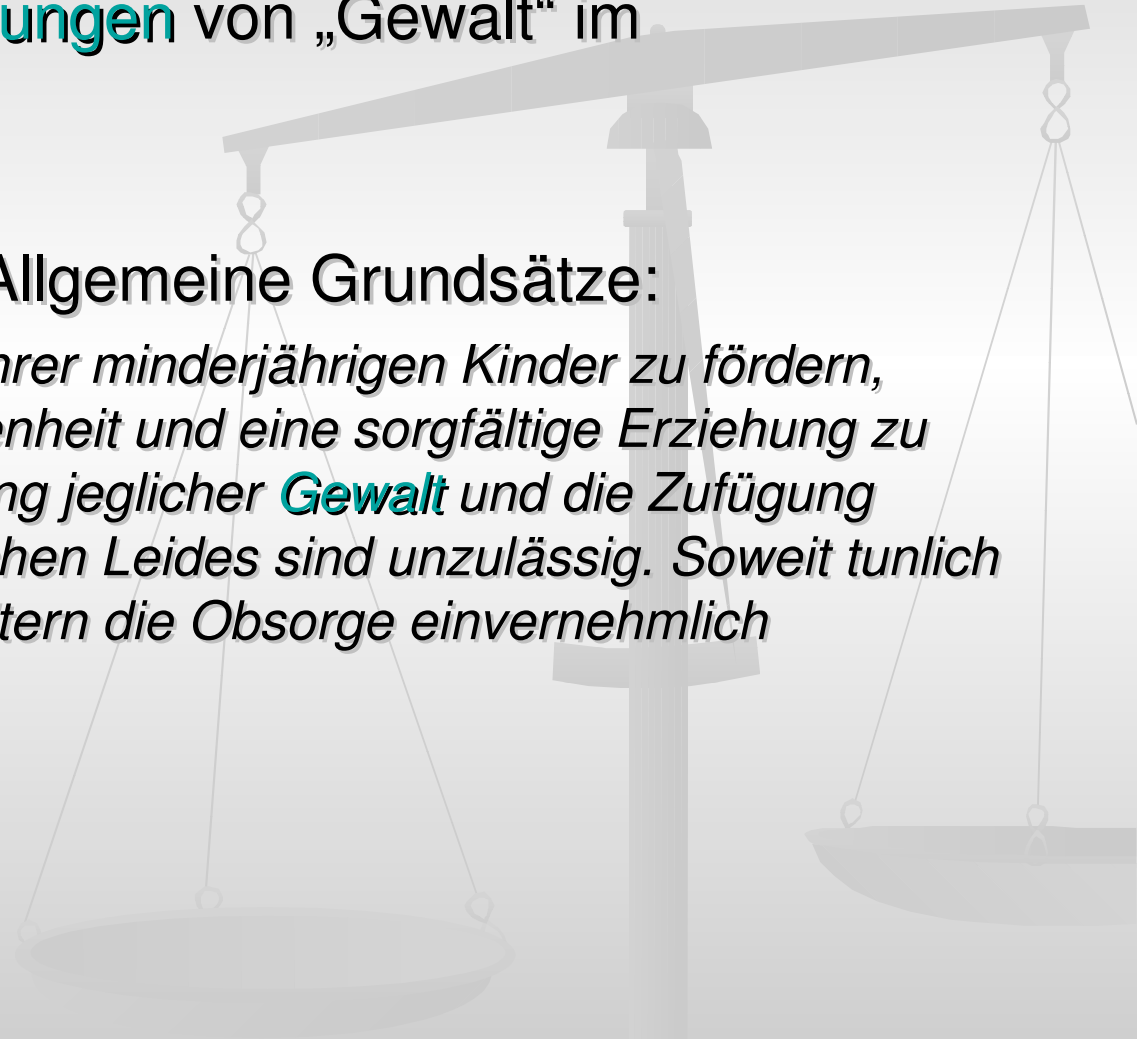 ungen von „Gewalt“ im
Allgemeine Grundsätze:
hrer minderjährigen Kinder zu fördern,
enheit und eine sorgfältige Erziehung zu
ng jeglicher Gewalt und die Zufügung
hen Leides sind unzulässig. Soweit tunlich
tern die Obsorge einvernehmlich